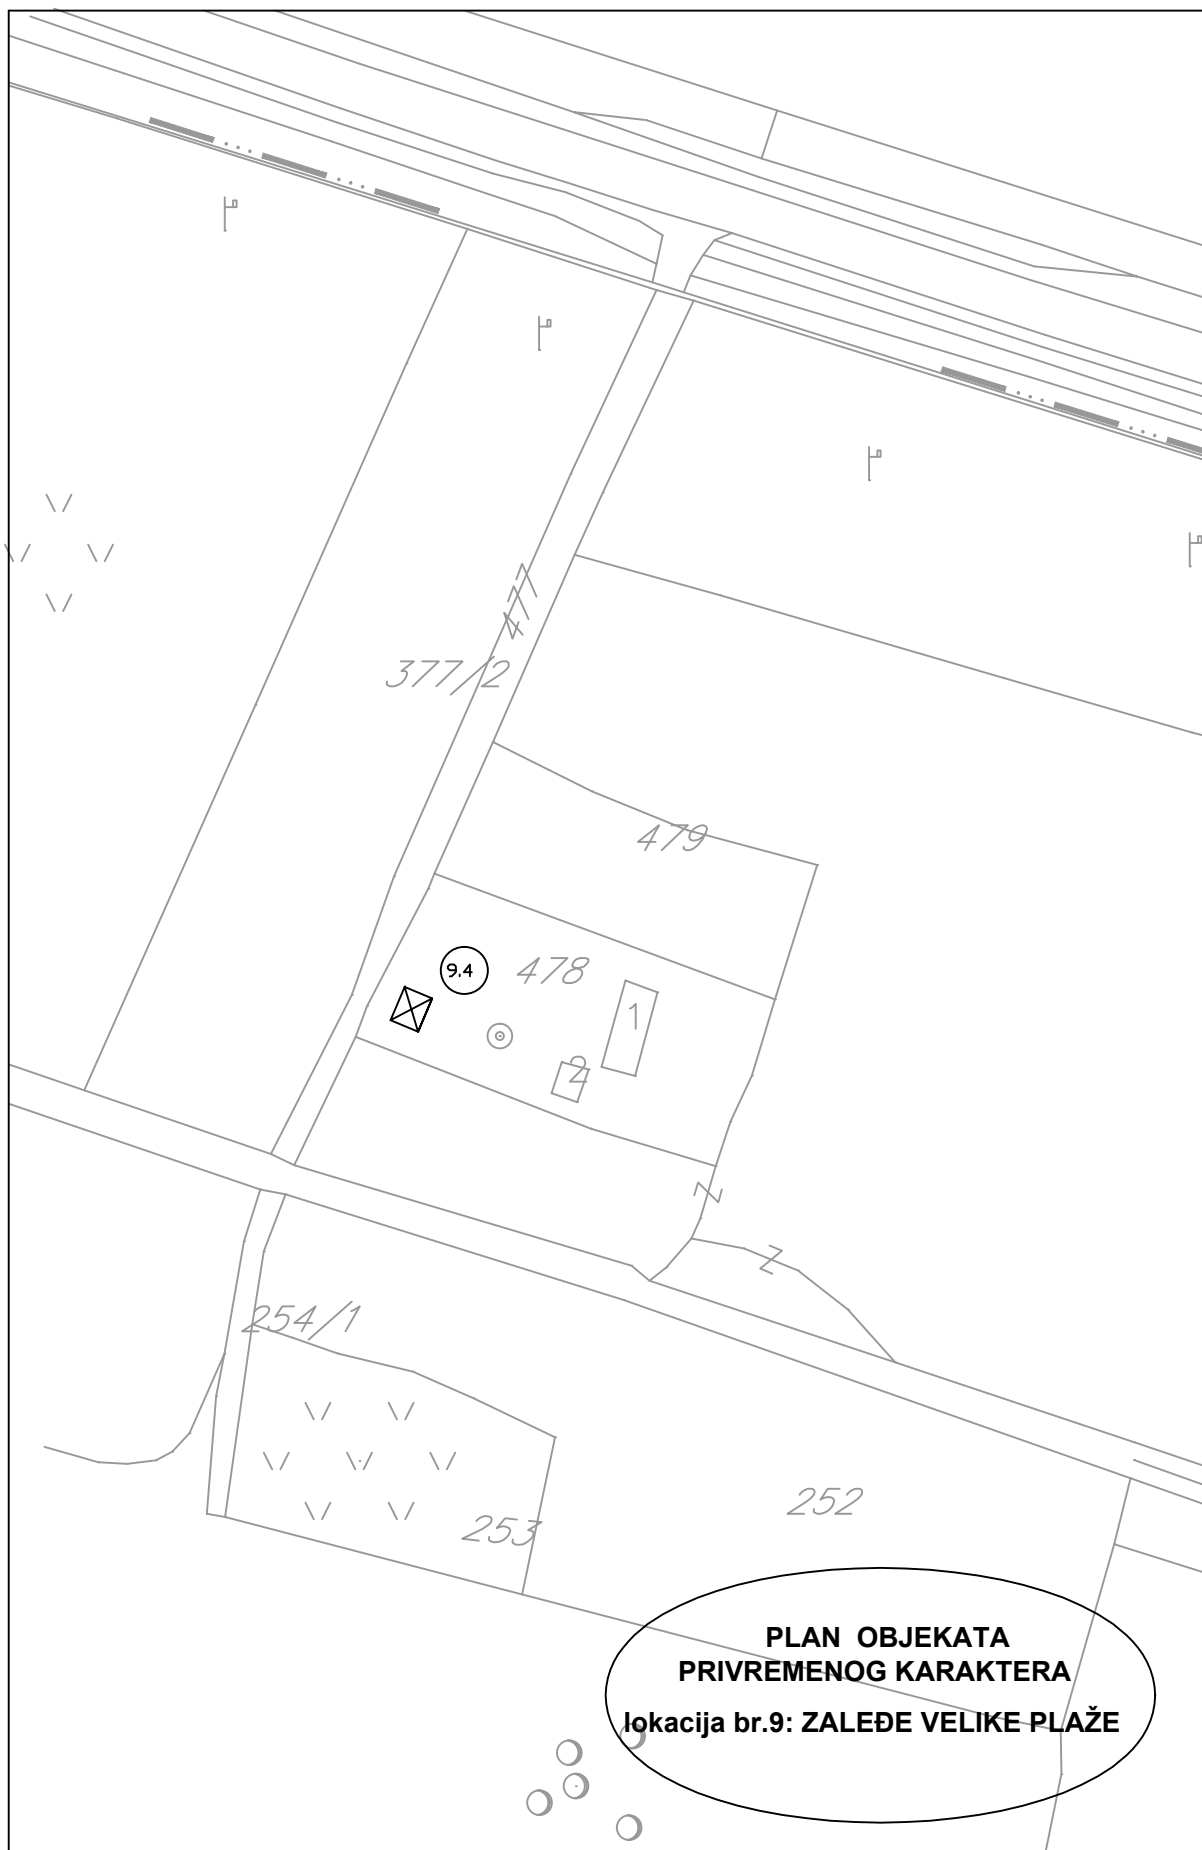 477
377/2
479
9.4
478
1
2
Z
Z
254/1
252
253
PLAN OBJEKATA
PRIVREMENOG KARAKTERA
lokacija br.9: ZALEĐE VELIKE PLAŽE